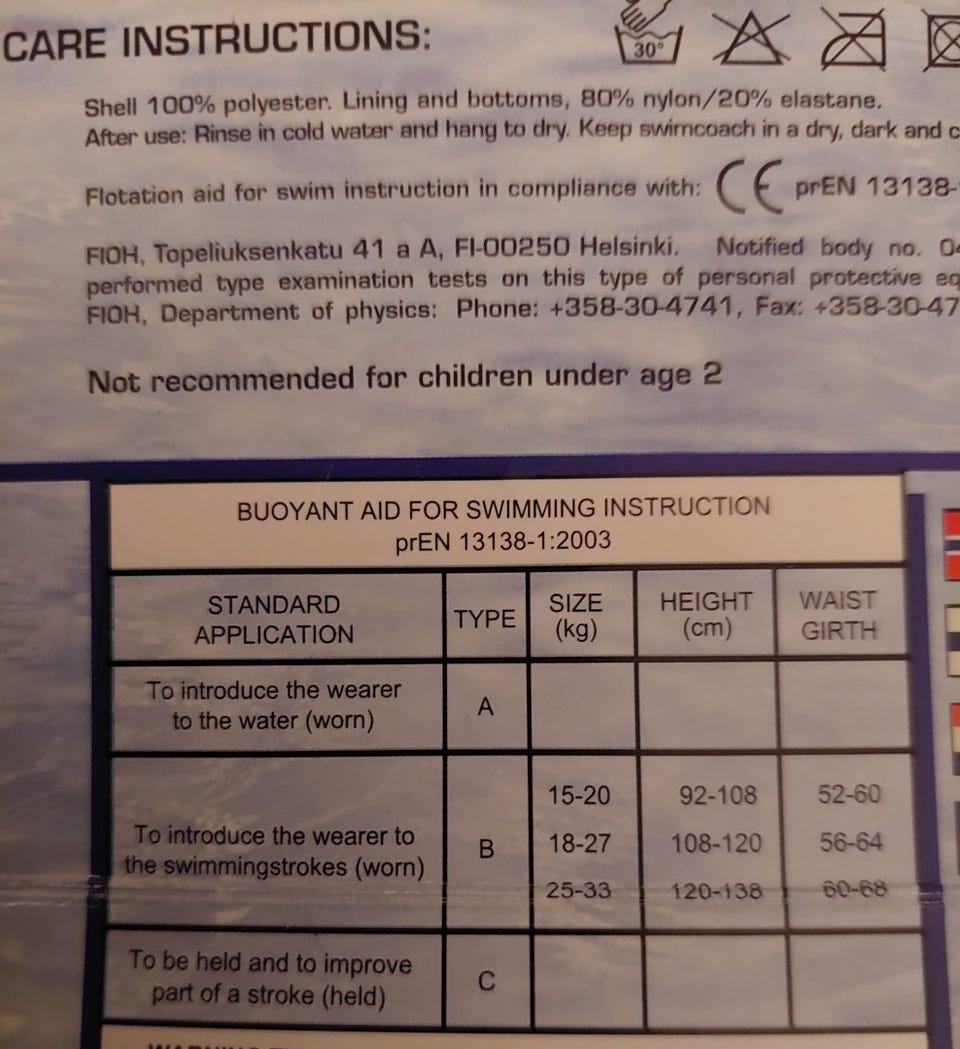 CARE INSTRUCTIONS:
30°
Shell 100% polyester. Lining and bottoms, 80% nylon/20% elastane.
After use: Rinse in cold water and hang to dry. Keep swimcoach in a dry, dark and
Flotation aid for swim instruction in compliance with: CE prEN 13138-
FIOH, Topeliuksenkatu 41 a A, FI-00250 Helsinki. Notified body no.
performed type examination tests on this type of personal protective
FIOH, Department of physics: Phone: +358-30-4741, Fax: +358-30-47
Not recommended for children under age 2
BUOYANT AID FOR SWIMMING INSTRUCTION
prEN 13138-1:2003
STANDARD APPLICATION TYPE SIZE (kg) HEIGHT (cm) WAIST GIRTH
To introduce the wearer
to the water (worn) A
To introduce the wearer to
the swimmingstrokes (worn) B
15-20 92-108 52-60
18-27 108-120 56-64
25-33 120-138 60-68
To be held and to improve
part of a stroke (held) C